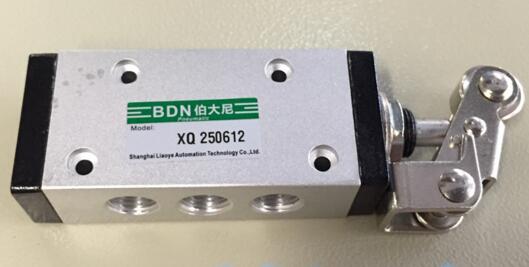 BDN 伯大尼
Pneumatic
Model:
XQ 250612
Shanghai Liaoye Automation Technology Co.,Ltd.